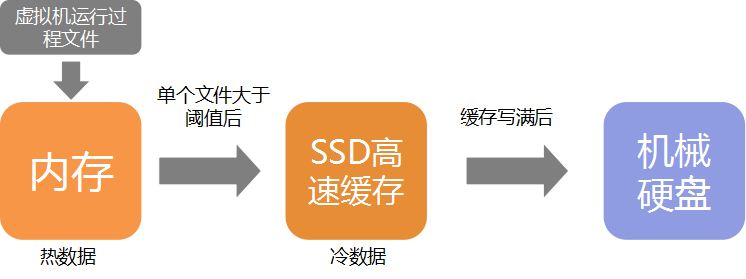 虚拟机运行过
程文件
单个文件大于
阈值后
缓存写满后
内存
SSD高
速缓存
机械
硬盘
热数据
冷数据